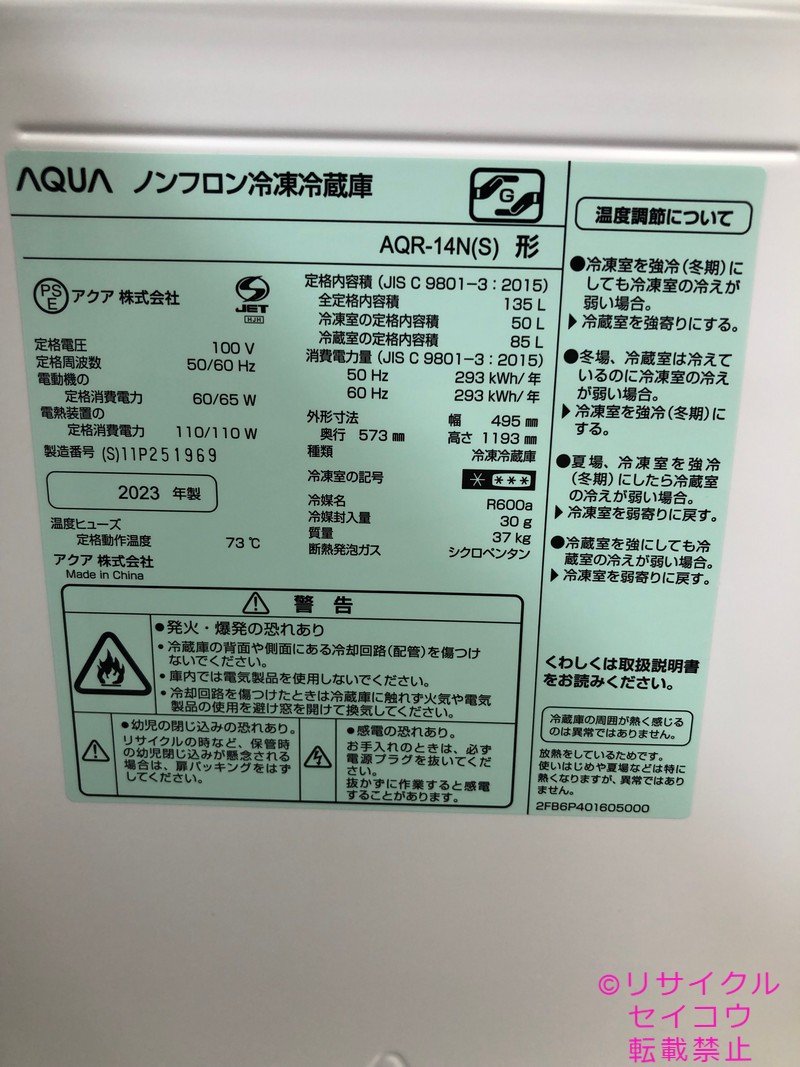 AQUA ノンフロン冷凍冷蔵庫
G
AQR-14N(S) 形
PS
E
アクア 株式会社
S
JET
HJH
定格電圧 100 V
定格周波数 50/60 Hz
電動機の
定格消費電力 60/65 W
電熱装置の
定格消費電力 110/110 W
製造番号 (S)11P251969
2023 年製
温度ヒューズ
定格動作温度 73 ℃
アクア 株式会社
Made in China
定格内容積 (JIS C 9801-3 : 2015)
全定格内容積 135 L
冷凍室の定格内容積 50 L
冷蔵室の定格内容積 85 L
消費電力量 (JIS C 9801-3 : 2015)
50 Hz 293 kWh/年
60 Hz 293 kWh/年
外形寸法 幅 495 ㎜
奥行 573 ㎜ 高さ 1193 ㎜
種類 冷凍冷蔵庫
冷凍室の記号
冷媒名 R600a
冷媒封入量 30 g
質量 37 kg
断熱発泡ガス シクロペンタン
警告
●発火・爆発の恐れあり
・冷蔵庫の背面や側面にある冷却回路(配管)を傷つけ
ないでください。
・庫内では電気製品を使用しないでください。
・冷却回路を傷つけたときは冷蔵庫に触れず火気や電気
製品の使用を避け窓を開けて換気してください。
●幼児の閉じ込みの恐れあり。
リサイクルの時など、保管時
の幼児閉じ込みが懸念される
場合は、扉パッキングをはず
してください。
●感電の恐れあり。
お手入れのときは、必ず
電源プラグを抜いてくだ
さい。
抜かずに作業すると感電
することがあります。
温度調節について
●冷凍室を強冷(冬期)に
しても冷凍室の冷えが
弱い場合。
▶冷蔵室を強寄りにする。
●冬場、冷蔵室は冷えて
いるのに冷凍室の冷え
が弱い場合。
▶冷凍室を強冷(冬期)に
する。
●夏場、冷凍室を強冷
(冬期)にしたら冷蔵室
の冷えが弱い場合。
▶冷凍室を弱寄りに戻す。
●冷蔵室を強にしても冷
蔵室の冷えが弱い場合。
▶冷凍室を弱寄りに戻す。
くわしくは取扱説明書
をお読みください。
冷蔵庫の周囲が熱く感じる
のは異常ではありません。
放熱をしているためです。
使いはじめや夏場などは特に
熱くなりますが、異常ではあり
ません。
2FB6P401605000
©リサイクル
セイコウ
転載禁止